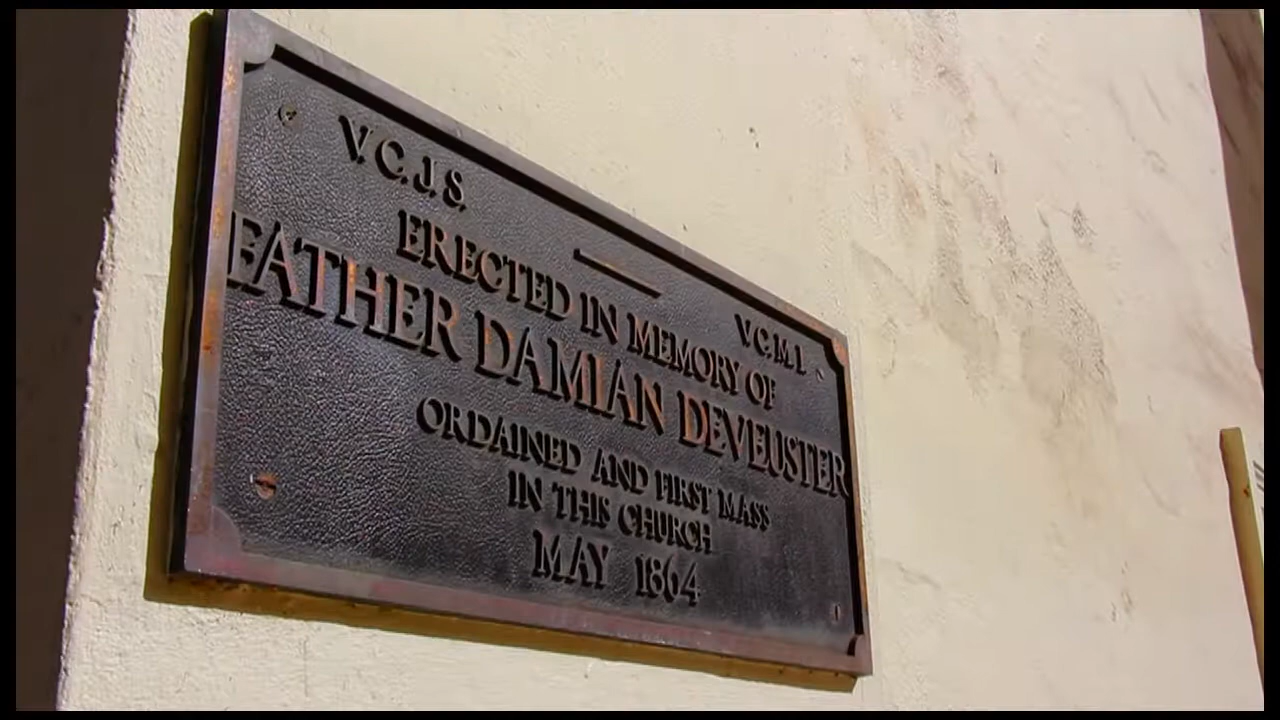 V.C.J.S.
V.C.M.I.
ERECTED IN MEMORY OF
FATHER DAMIAN DEVEUSTER
ORDAINED AND FIRST MASS
IN THIS CHURCH
MAY 1864